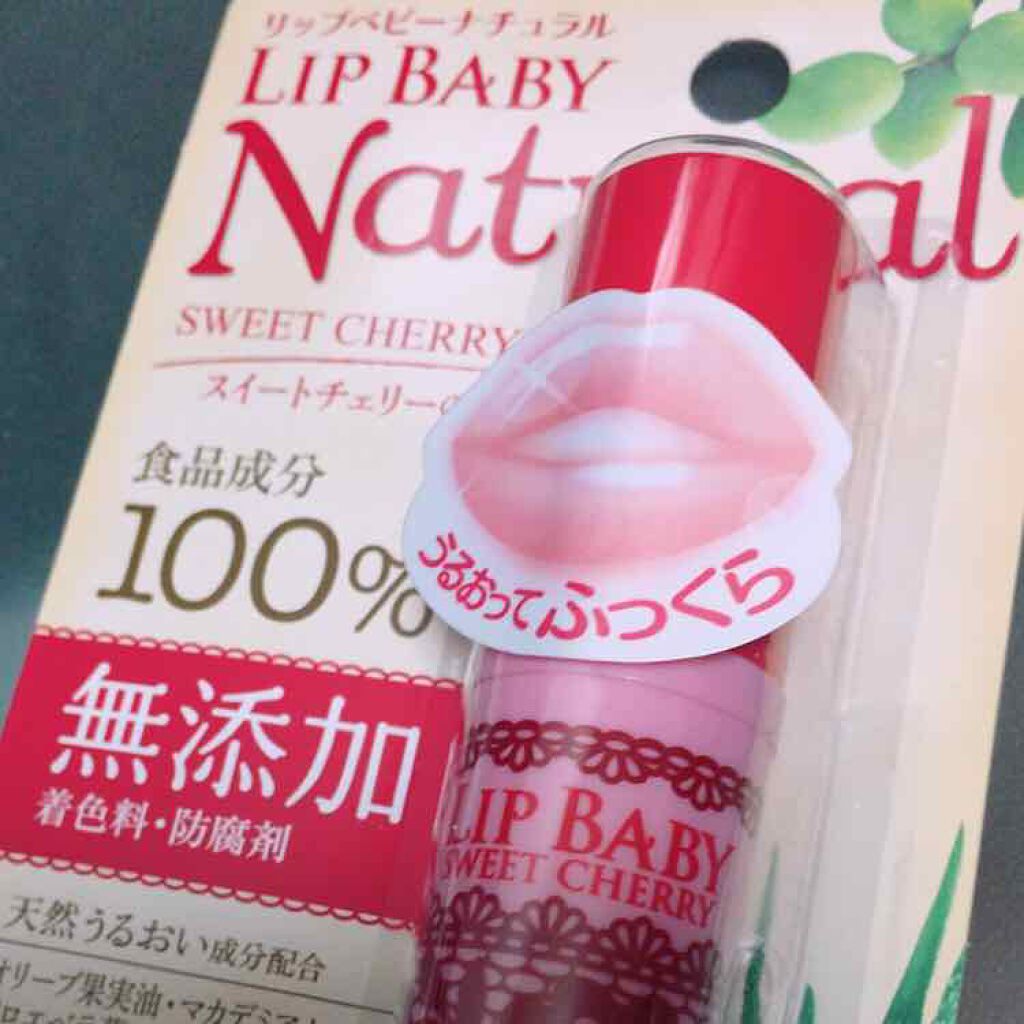 リップベビーナチュラル
LIP BABY
Natural
SWEET CHERRY
スイートチェリーの
食品成分
100%
うるおってふっくら
無添加
着色料・防腐剤
LIP BABY
SWEET CHERRY
天然うるおい成分配合
オリーブ果実油・マカデミア